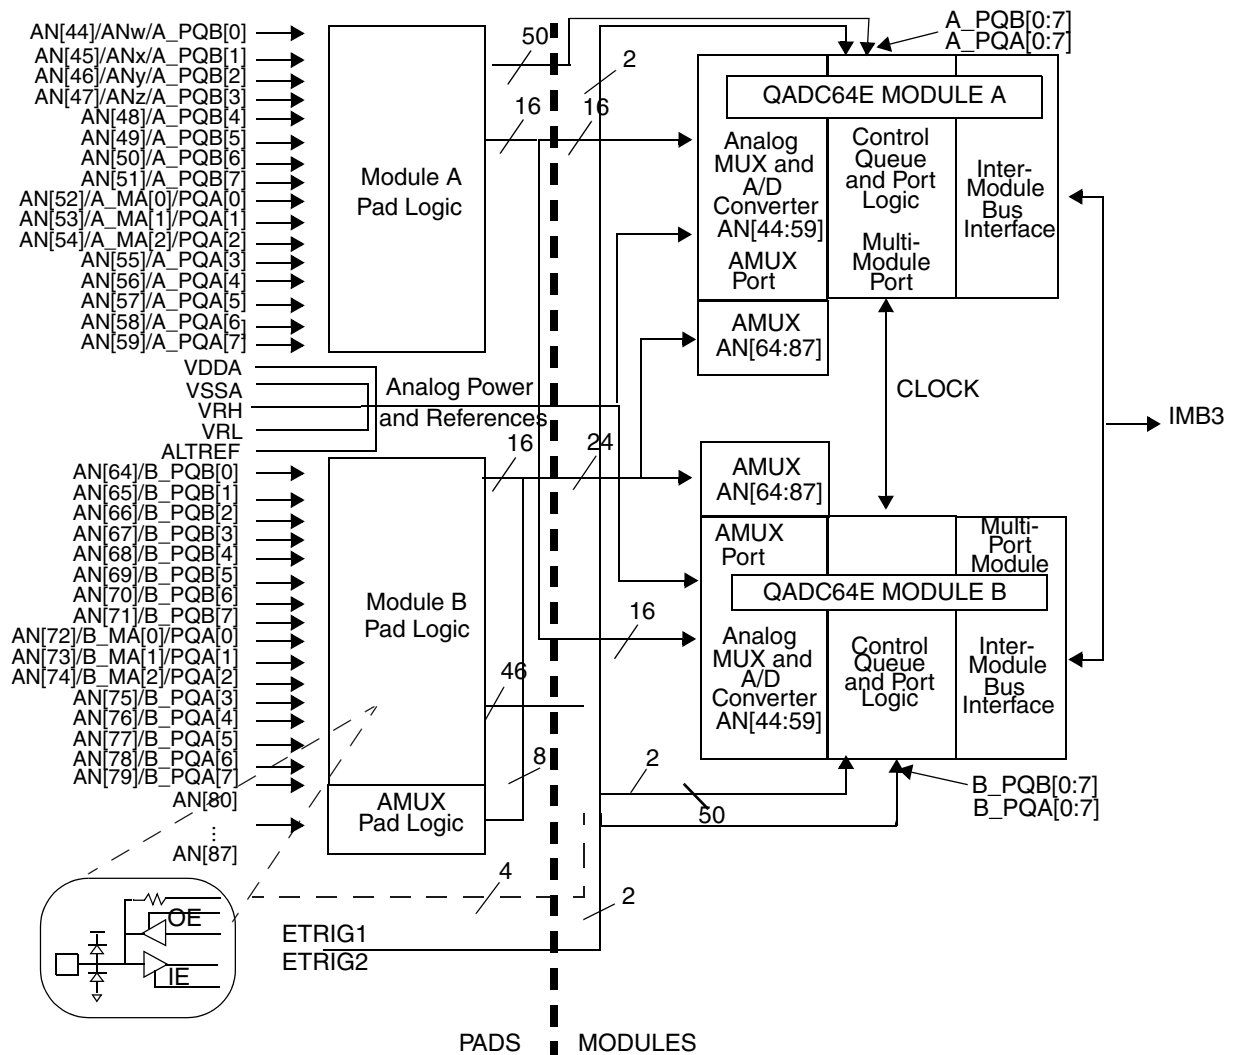 AN[44]/ANw/A_PQB[0]
AN[45]/ANx/A_PQB[1]
AN[46]/ANy/A_PQB[2]
AN[47]/ANz/A_PQB[3]
AN[48]/A_PQB[4]
AN[49]/A_PQB[5]
AN[50]/A_PQB[6]
AN[51]/A_PQB[7]
AN[52]/A_MA[0]/PQA[0]
AN[53]/A_MA[1]/PQA[1]
AN[54]/A_MA[2]/PQA[2]
AN[55]/A_PQA[3]
AN[56]/A_PQA[4]
AN[57]/A_PQA[5]
AN[58]/A_PQA[6]
AN[59]/A_PQA[7]
VDDA
VSSA
VRH
VRL
ALTREF
AN[64]/B_PQB[0]
AN[65]/B_PQB[1]
AN[66]/B_PQB[2]
AN[67]/B_PQB[3]
AN[68]/B_PQB[4]
AN[69]/B_PQB[5]
AN[70]/B_PQB[6]
AN[71]/B_PQB[7]
AN[72]/B_MA[0]/PQA[0]
AN[73]/B_MA[1]/PQA[1]
AN[74]/B_MA[2]/PQA[2]
AN[75]/B_PQA[3]
AN[76]/B_PQA[4]
AN[77]/B_PQA[5]
AN[78]/B_PQA[6]
AN[79]/B_PQA[7]
AN[80]
...
AN[87]
OE
IE
Module A
Pad Logic
Analog Power
and References
Module B
Pad Logic
AMUX
Pad Logic
ETRIG1
ETRIG2
50
2
16
16
16
24
16
46
8
2
50
4
2
A_PQB[0:7]
A_PQA[0:7]
QADC64E MODULE A
Analog
MUX and
A/D
Converter
AN[44:59]
AMUX
Port
Control
Queue
and Port
Logic
Multi-
Module
Port
Inter-
Module
Bus
Interface
AMUX
AN[64:87]
CLOCK
IMB3
AMUX
AN[64:87]
AMUX
Port
Multi-
Port
Module
QADC64E MODULE B
Analog
MUX and
A/D
Converter
AN[44:59]
Control
Queue
and Port
Logic
Inter-
Module
Bus
Interface
B_PQB[0:7]
B_PQA[0:7]
PADS
MODULES